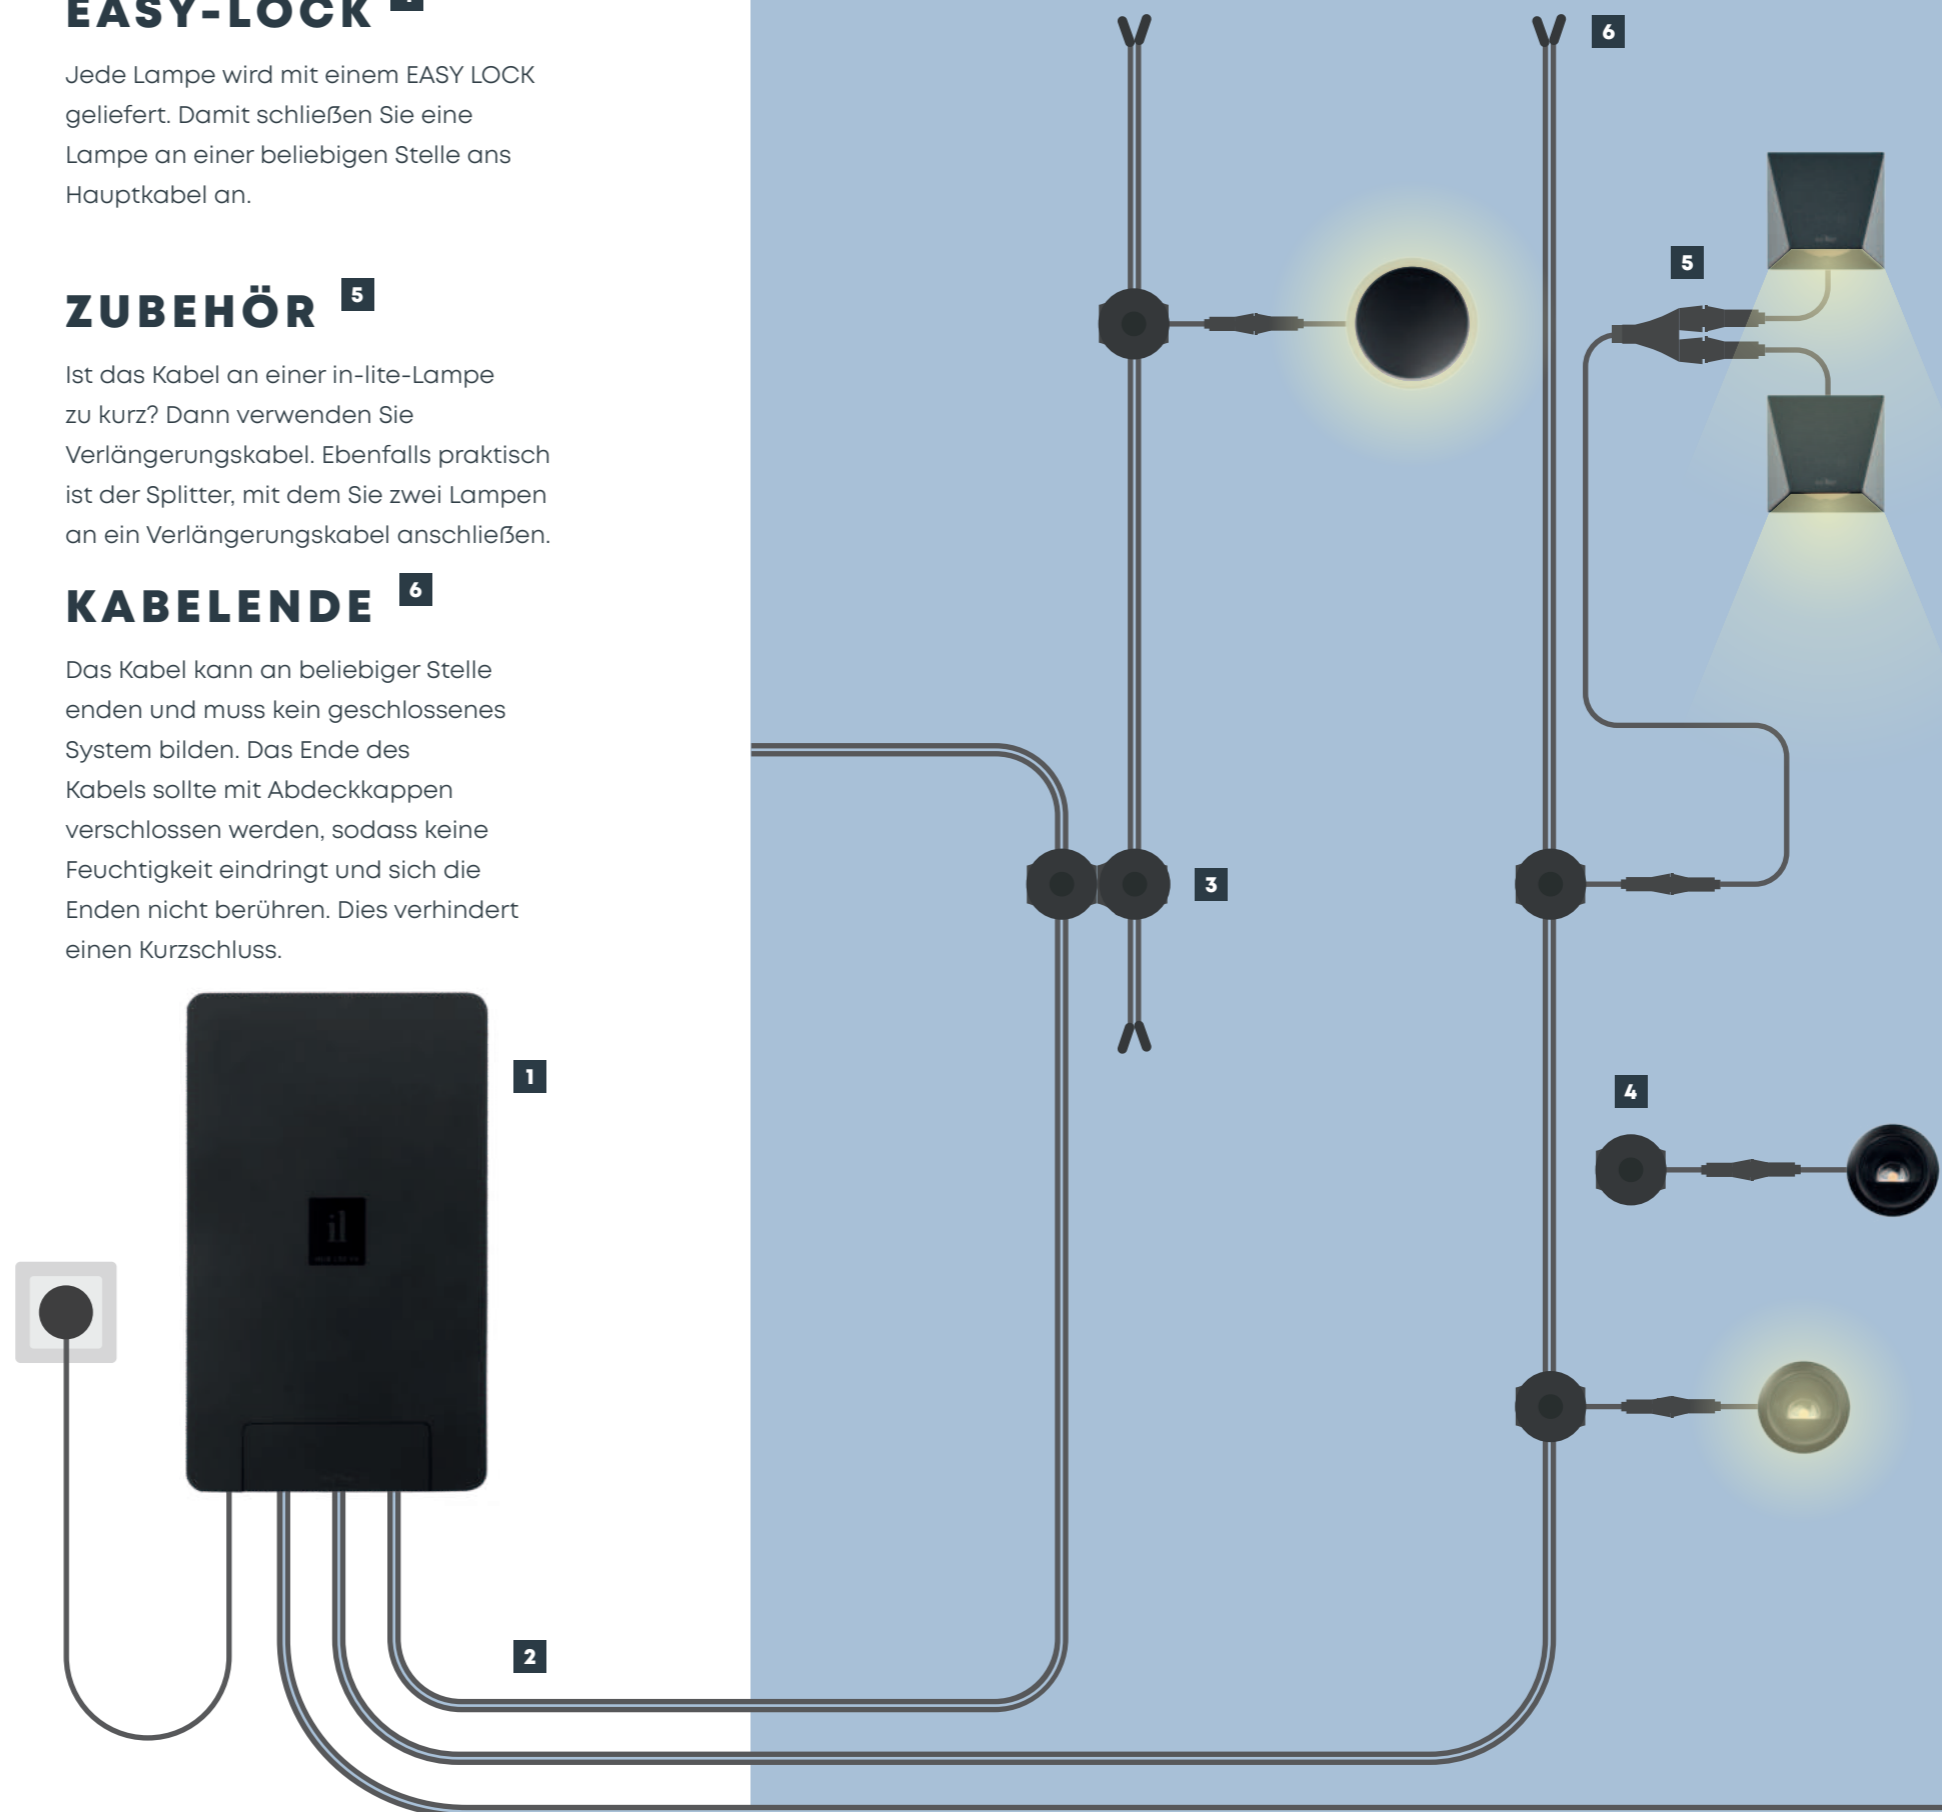 EASY-LOCK
Jede Lampe wird mit einem EASY LOCK
geliefert. Damit schließen Sie eine
Lampe an einer beliebigen Stelle ans
Hauptkabel an.
ZUBEHÖR 5
Ist das Kabel an einer in-lite-Lampe
zu kurz? Dann verwenden Sie
Verlängerungskabel. Ebenfalls praktisch
ist der Splitter, mit dem Sie zwei Lampen
an ein Verlängerungskabel anschließen.
KABELENDE 6
Das Kabel kann an beliebiger Stelle
enden und muss kein geschlossenes
System bilden. Das Ende des
Kabels sollte mit Abdeckkappen
verschlossen werden, sodass keine
Feuchtigkeit eindringt und sich die
Enden nicht berühren. Dies verhindert
einen Kurzschluss.
1
2
6
5
3
4